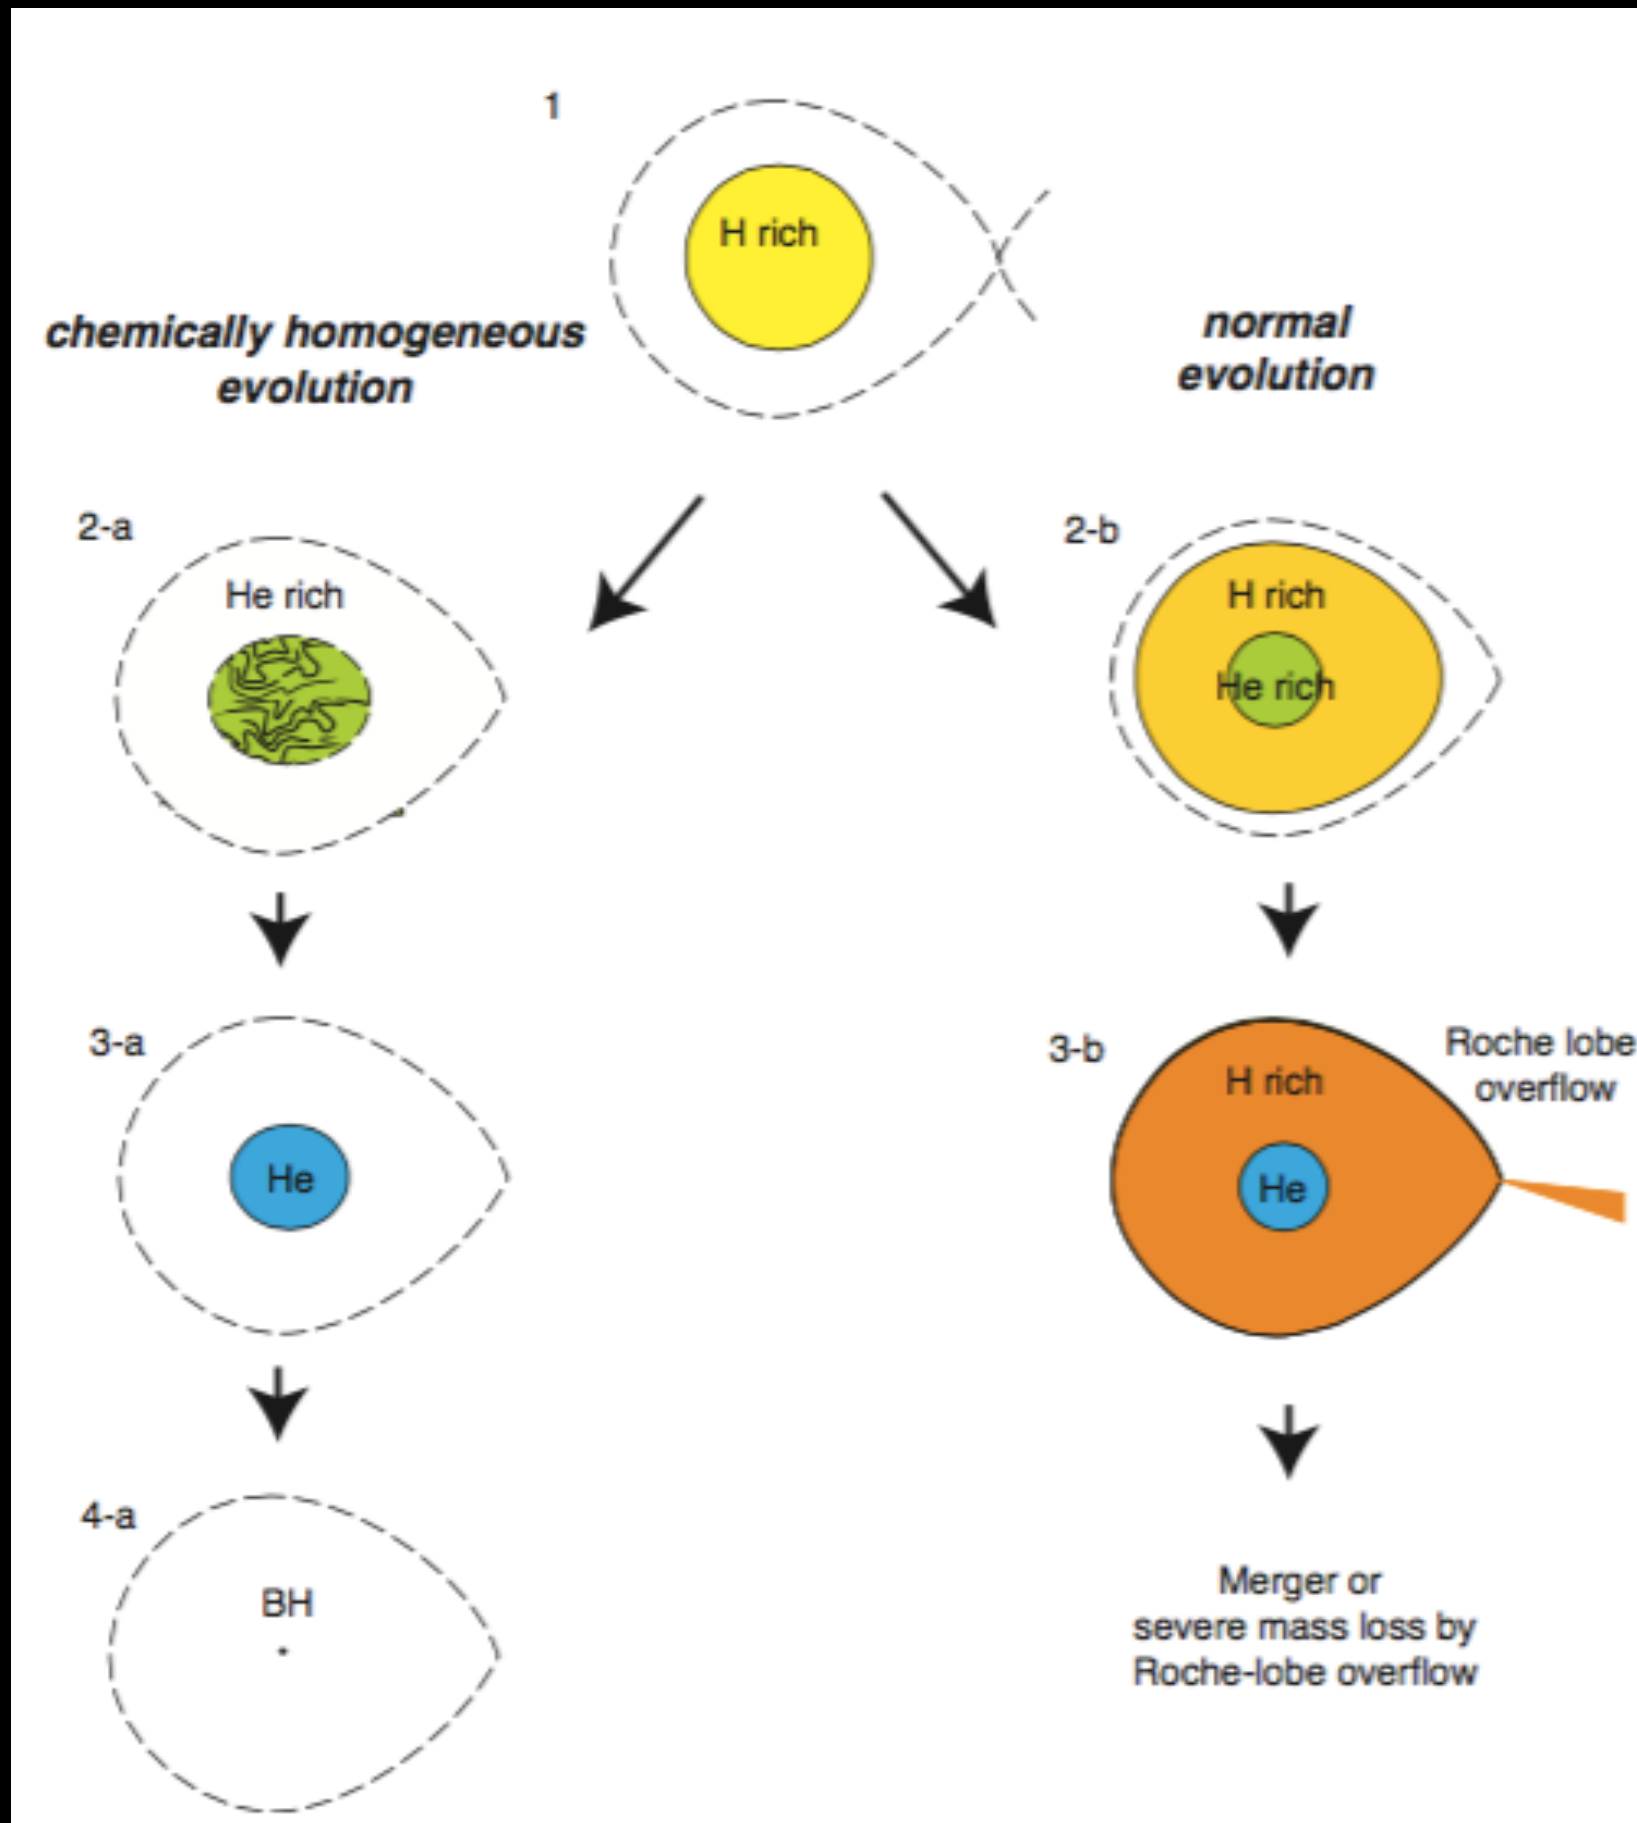 1
H rich
chemically homogeneous
evolution
normal
evolution
2-a
He rich
2-b
H rich
He rich
3-a
He
3-b
H rich
He
Roche lobe
overflow
4-a
BH
Merger or
severe mass loss by
Roche-lobe overflow